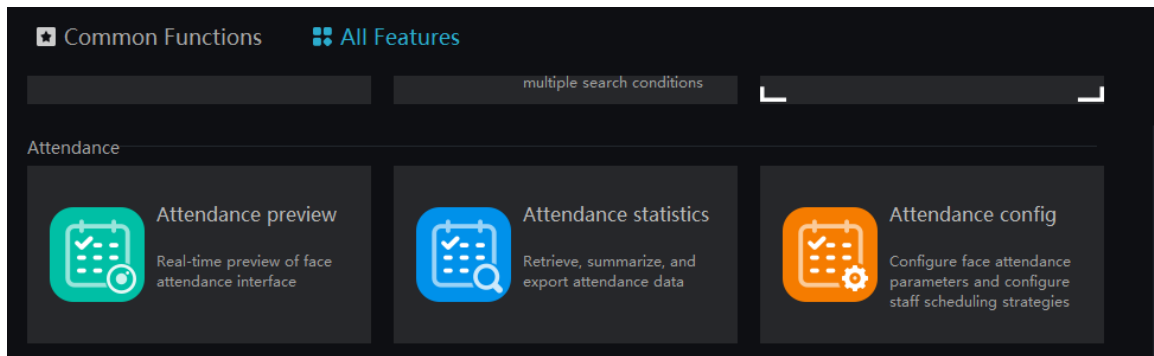 Common Functions
All Features
multiple search conditions
Attendance
Attendance preview
Real-time preview of face
attendance interface
Attendance statistics
Retrieve, summarize, and
export attendance data
Attendance config
Configure face attendance
parameters and configure
staff scheduling strategies